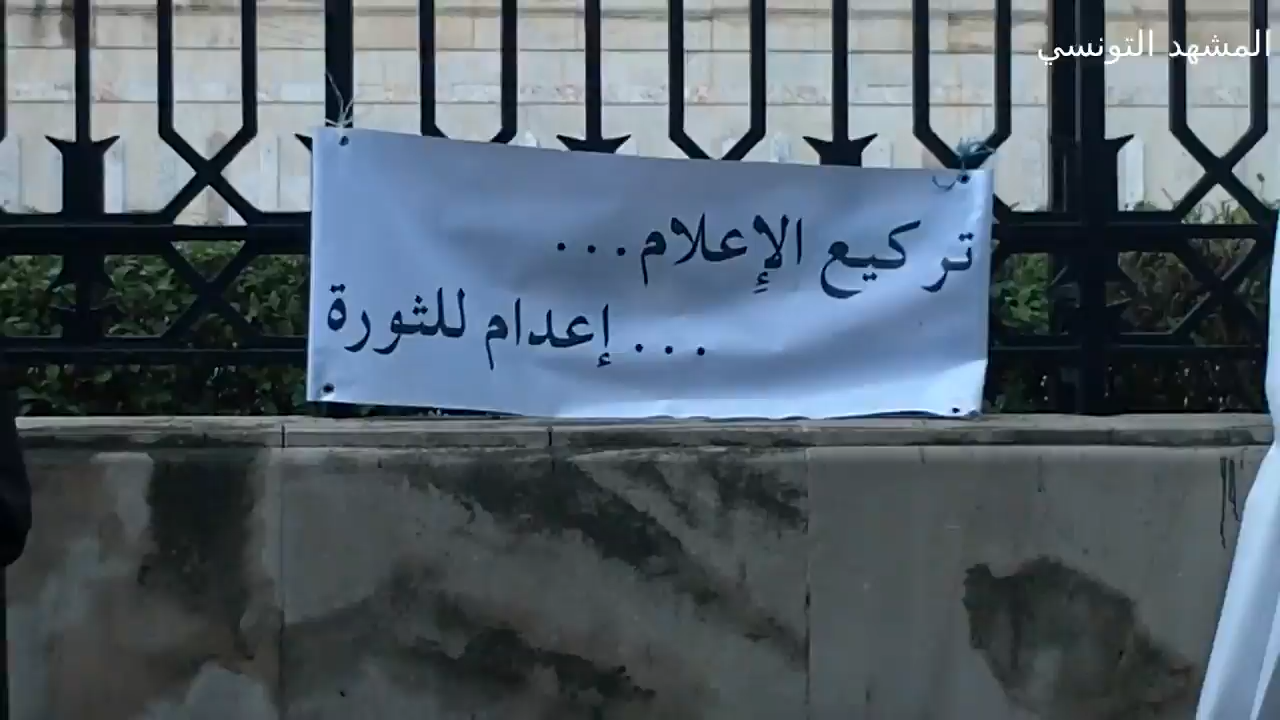 المشهد التونسي
تركيع الإعلام...
...إعدام للثورة